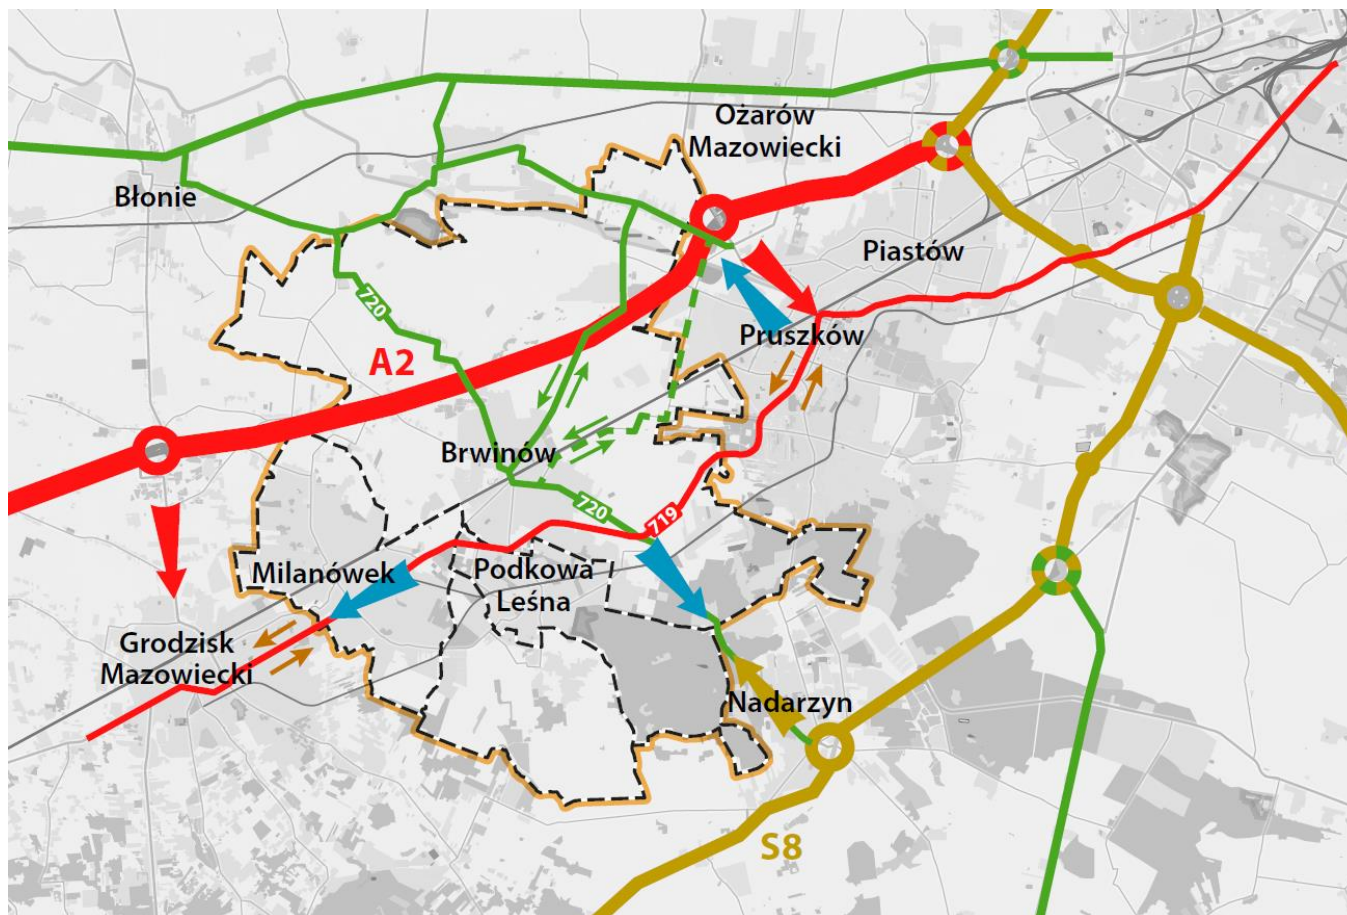 Ożarów
Mazowiecki
Błonie
Piastów
720
Pruszków
A2
Brwinów
720
719
Milanówek
Podkowa
Leśna
Grodzisk
Mazowiecki
Nadarzyn
S8